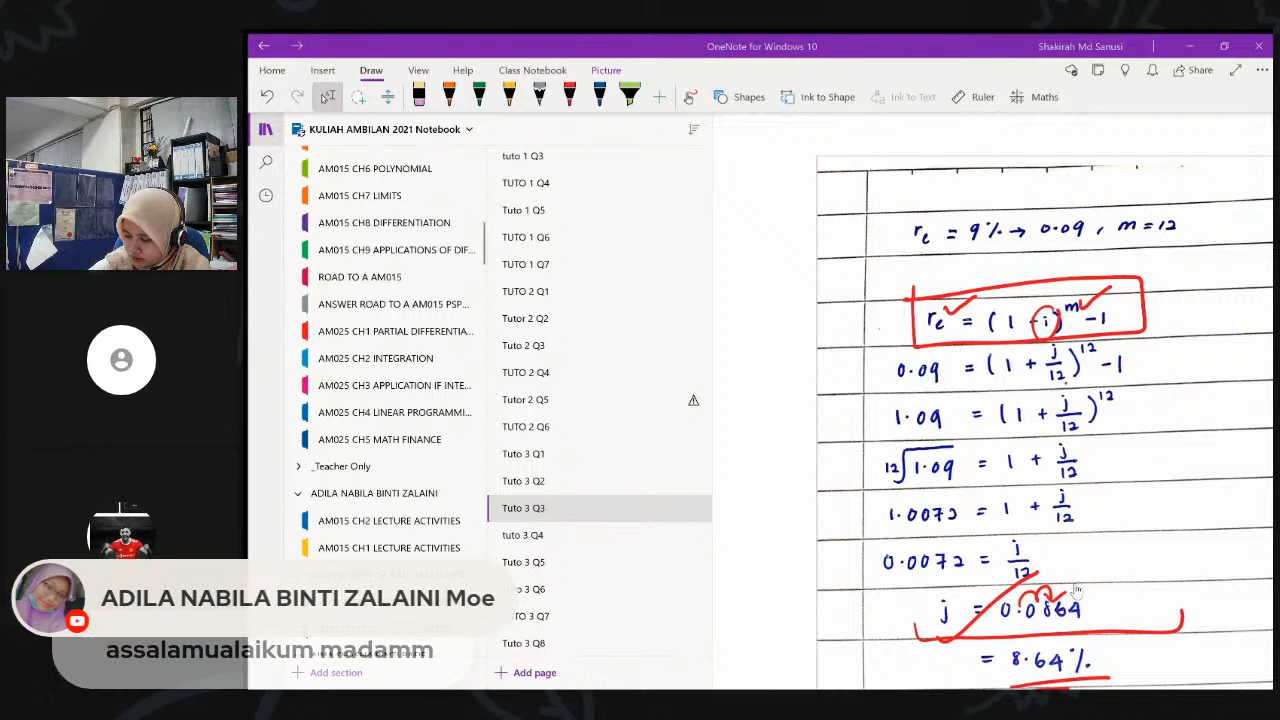 OneNote for Windows 10
Shakirah Md Sanusi
Home Insert Draw View Help Class Notebook Picture
Share
Shapes Ink to Shape Ink to Text Ruler Maths
KULIAH AMBILAN 2021 Notebook
AM015 CH6 POLYNOMIAL
AM015 CH7 LIMITS
AM015 CH8 DIFFERENTIATION
AM015 CH9 APPLICATIONS OF DIF...
ROAD TO A AM015
ANSWER ROAD TO A AM015 PSP...
AM025 CH1 PARTIAL DIFFERENTIA...
AM025 CH2 INTEGRATION
AM025 CH3 APPLICATION IF INTE...
AM025 CH4 LINEAR PROGRAMMI...
AM025 CH5 MATH FINANCE
_Teacher Only
ADILA NABILA BINTI ZALAINI
AM015 CH2 LECTURE ACTIVITIES
AM015 CH1 LECTURE ACTIVITIES
Add section
tuto 1 Q3
TUTO 1 Q4
Tuto 1 Q5
TUTO 1 Q6
TUTO 1 Q7
TUTO 2 Q1
Tutor 2 Q2
Tuto 2 Q3
TUTO 2 Q4
Tutor 2 Q5
TUTO 2 Q6
Tuto 3 Q1
Tuto 3 Q2
Tuto 3 Q3
tuto 3 Q4
Tuto 3 Q5
3 Q6
3 Q7
Tuto 3 Q8
Add page
re = 9% → 0.09, m = 12
re = (1 + i)^m - 1
0.09 = (1 + j/12)^12 - 1
1.09 = (1 + j/12)^12
12√1.09 = 1 + j/12
1.0072 = 1 + j/12
0.0072 = j/12
j = 0.0864
= 8.64%
ADILA NABILA BINTI ZALAINI Moe
assalamualaikum madamm